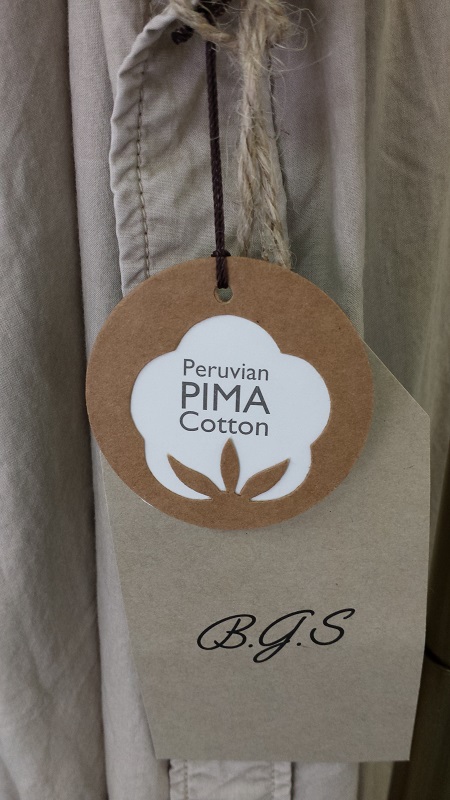 Peruvian
PIMA
Cotton
B.G.S